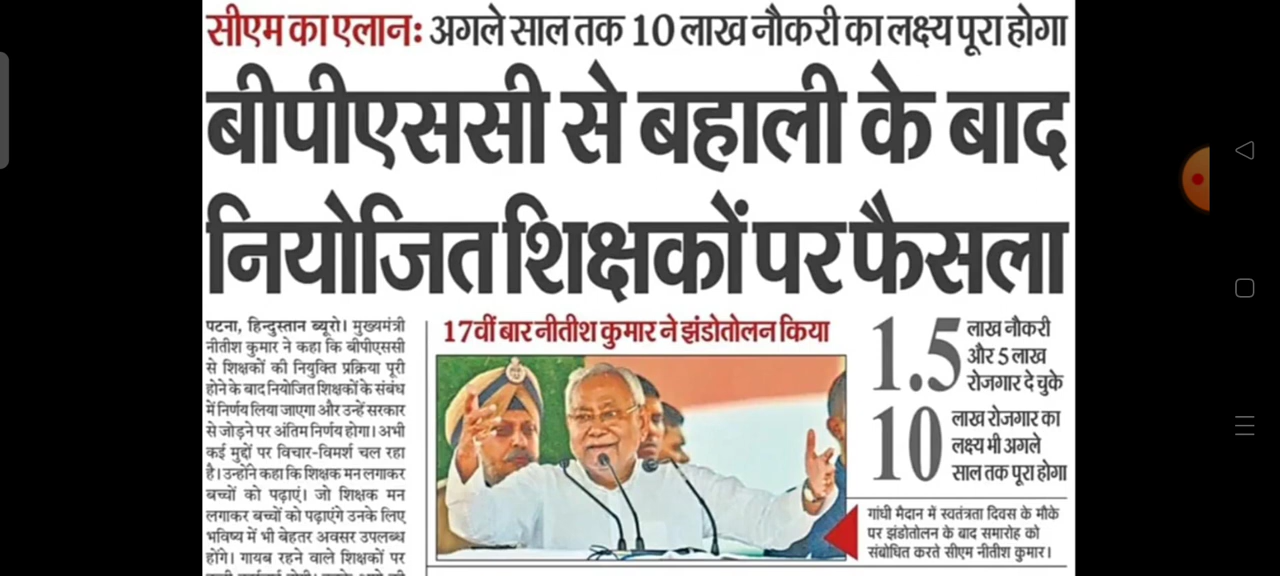 सीएम का एलान: अगले साल तक 10 लाख नौकरी का लक्ष्य पूरा होगा
बीपीएससी से बहाली के बाद
नियोजित शिक्षकों पर फैसला
पटना, हिन्दुस्तान ब्यूरो। मुख्यमंत्री
नीतीश कुमार ने कहा कि बीपीएससी
से शिक्षकों की नियुक्ति प्रक्रिया पूरी
होने के बाद नियोजित शिक्षकों के संबंध
में निर्णय लिया जाएगा और उन्हें सरकार
से जोड़ने पर अंतिम निर्णय होगा। अभी
कई मुद्दों पर विचार-विमर्श चल रहा
है। उन्होंने कहा कि शिक्षक मन लगाकर
बच्चों को पढ़ाएं। जो शिक्षक मन
लगाकर बच्चों को पढ़ाएंगे उनके लिए
भविष्य में भी बेहतर अवसर उपलब्ध
होंगे। गायब रहने वाले शिक्षकों पर
17वीं बार नीतीश कुमार ने झंडोतोलन किया
1.5 लाख नौकरी
और 5 लाख
रोजगार दे चुके
10 लाख रोजगार का
लक्ष्य भी अगले
साल तक पूरा होगा
गांधी मैदान में स्वतंत्रता दिवस के मौके
पर झंडोतोलन के बाद समारोह को
संबोधित करते सीएम नीतीश कुमार।